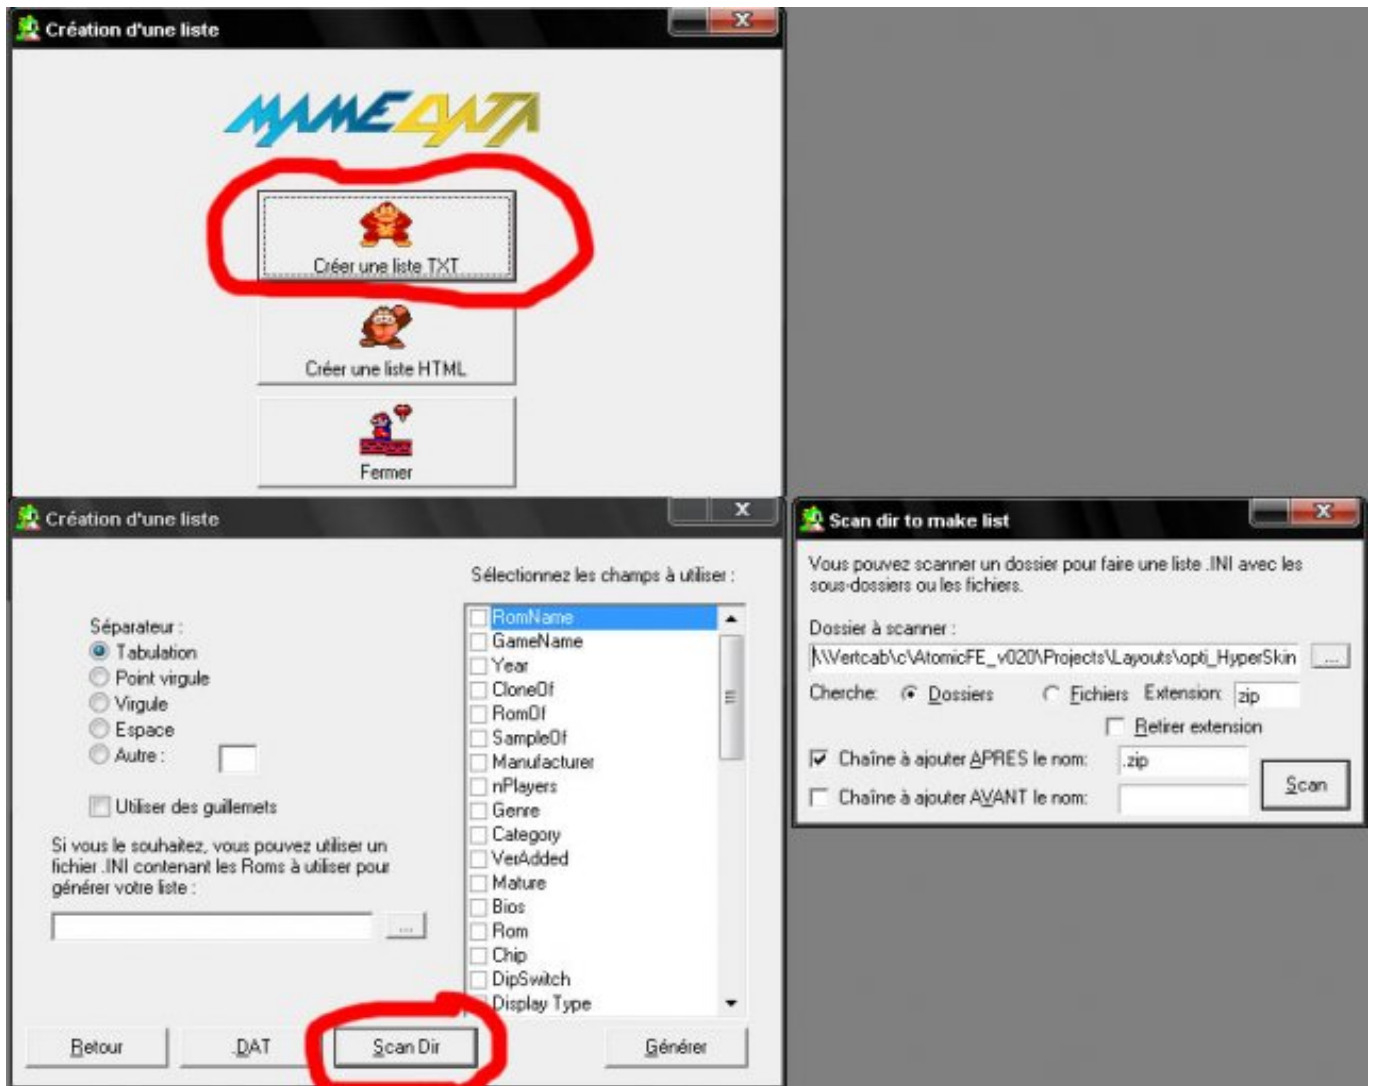 Création d'une liste
MAMEDATA
Créer une liste TXT
Créer une liste HTML
Fermer
Création d'une liste
Sélectionnez les champs à utiliser :
Séparateur :
Tabulation
Point virgule
Virgule
Espace
Autre :
Utiliser des guillemets
Si vous le souhaitez, vous pouvez utiliser un
fichier .INI contenant les Roms à utiliser pour
générer votre liste :
...
RomName
GameName
Year
CloneOf
RomOf
SampleOf
Manufacturer
nPlayers
Genre
Category
VerAdded
Mature
Bios
Rom
Chip
DipSwitch
Display Type
Retour
.DAT
Scan Dir
Générer
Scan dir to make list
Vous pouvez scanner un dossier pour faire une liste .INI avec les
sous-dossiers ou les fichiers.
Dossier à scanner :
\\Vertcab\c\AtomicFE_v020\Projects\Layouts\opti_HyperSkin ...
Cherche: Dossiers Fichiers Extension: zip
Retirer extension
Chaîne à ajouter APRES le nom: .zip
Chaîne à ajouter AVANT le nom:
Scan